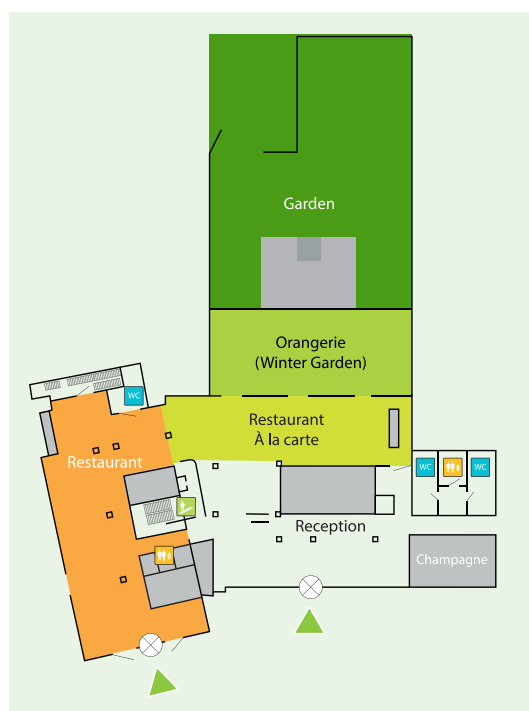 Garden
Orangerie
(Winter Garden)
Restaurant
À la carte
WC
Restaurant
WC
WC
Reception
Champagne